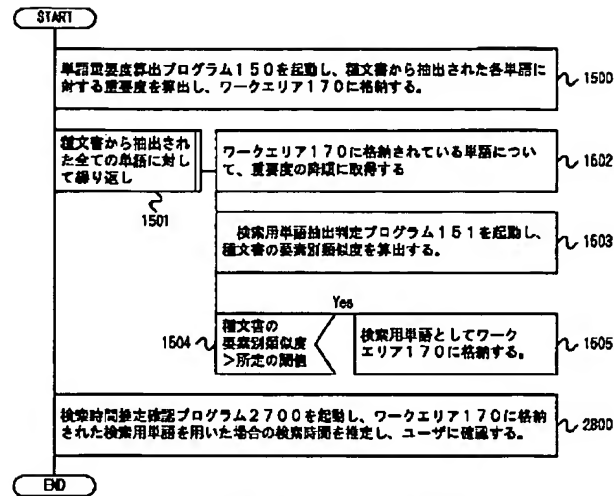 START
単語重要度算出プログラム150を起動し、種文書から抽出された各単語に
対する重要度を算出し、ワークエリア170に格納する。
1500
種文書から抽出され
た全ての単語に対し
て繰り返し
1501
ワークエリア170に格納されている単語につい
て、重要度の降順に取得する
1502
検索用単語抽出判定プログラム151を起動し、
種文書の要素別類似度を算出する。
1503
Yes
1504
種文書の
要素別類似度
>所定の閾値
検索用単語としてワーク
エリア170に格納する。
1505
検索時間推定確認プログラム2700を起動し、ワークエリア170に格納
された検索用単語を用いた場合の検索時間を推定し、ユーザに確認する。
2800
END